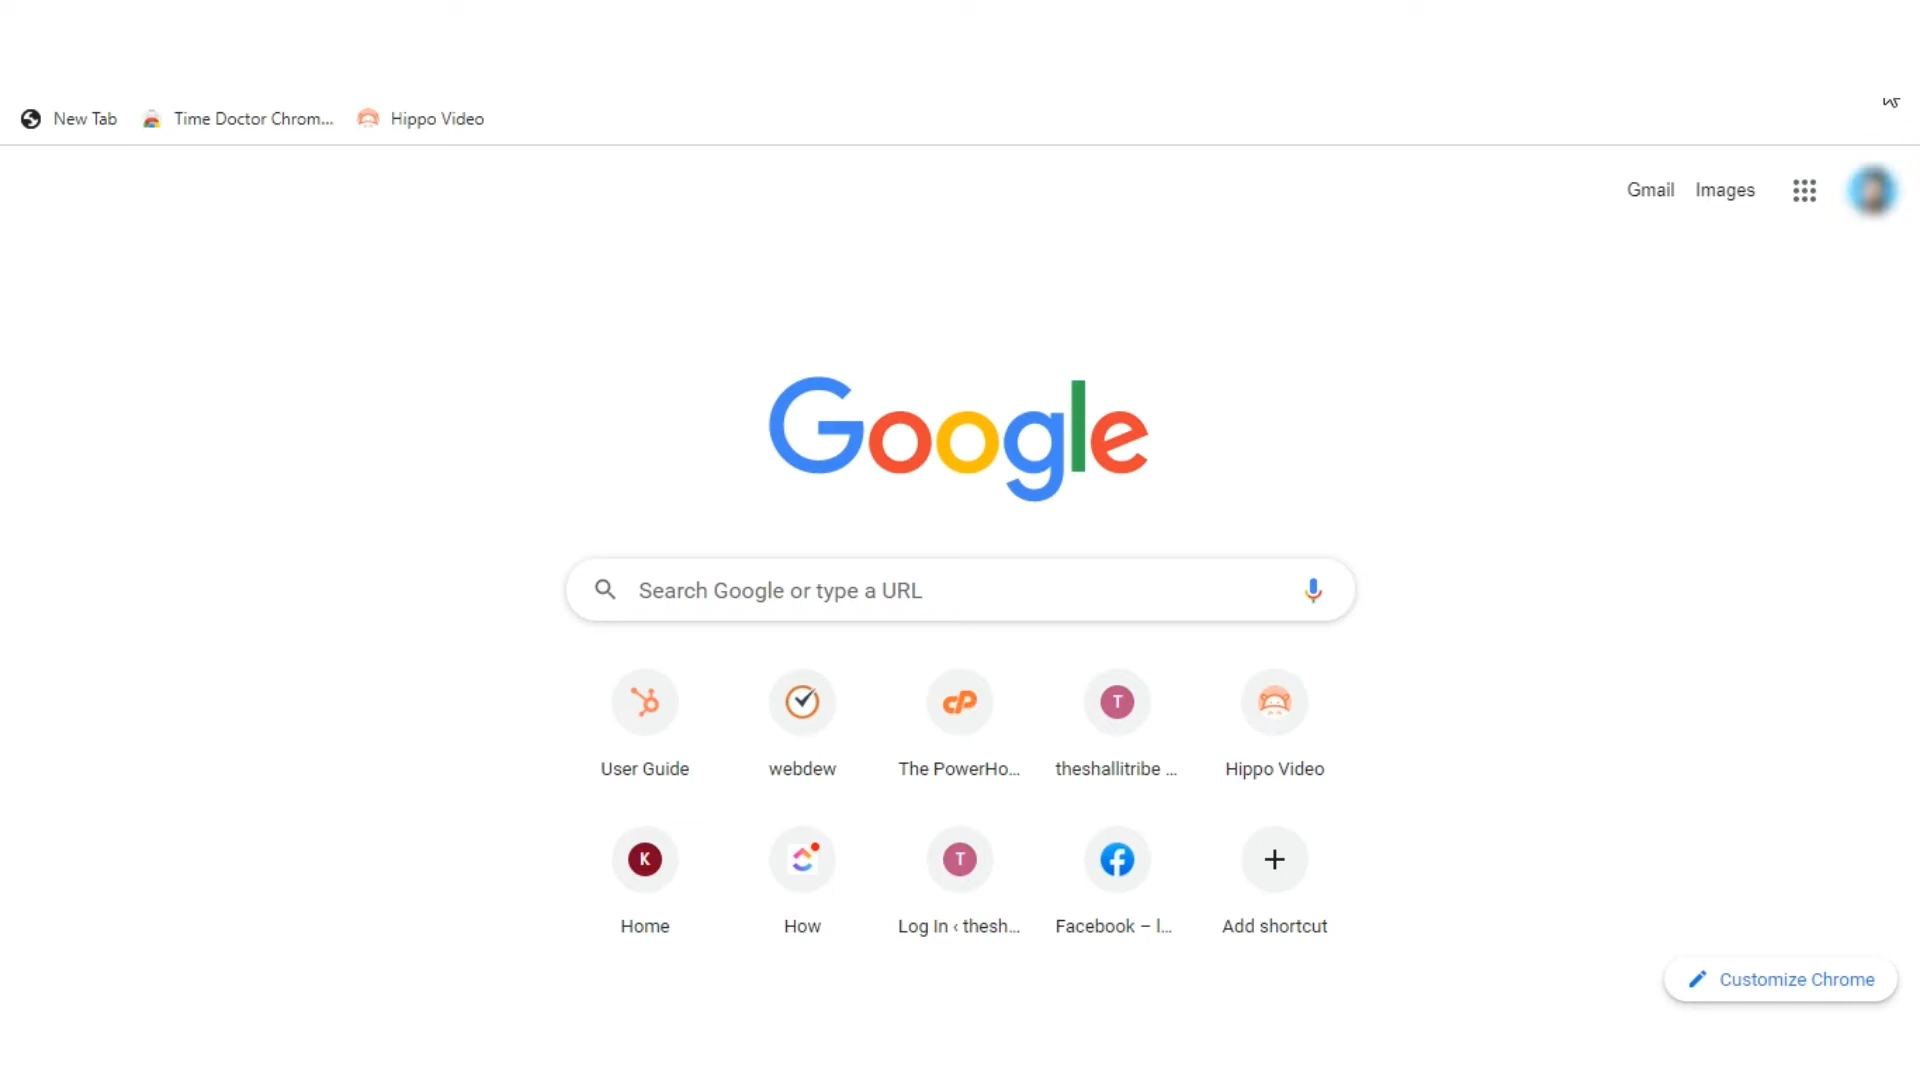 New Tab Time Doctor Chrom... Hippo Video
Gmail Images
Google
Search Google or type a URL
T
User Guide webdew The PowerHo... theshallitribe ... Hippo Video
K T
Home How Log In ‹ thesh... Facebook – l... Add shortcut
Customize Chrome